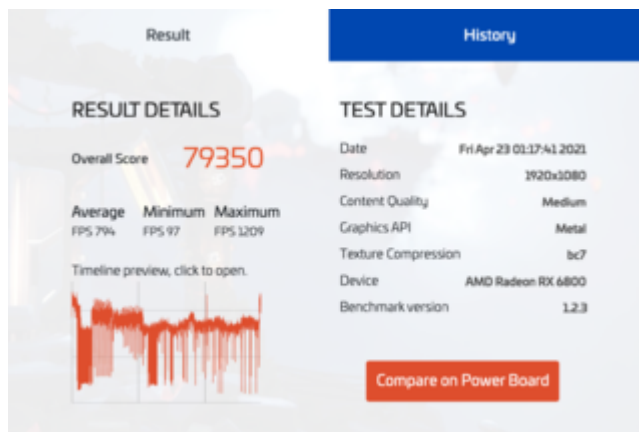 Result
History
RESULT DETAILS
Overall Score 79350
Average Minimum Maximum
FPS 794 FPS 97 FPS 1209
Timeline preview, click to open.
TEST DETAILS
Date Fri Apr 23 01:17:41 2021
Resolution 1920x1080
Content Quality Medium
Graphics API Metal
Texture Compression bc7
Device AMD Radeon RX 6800
Benchmark version 1.2.3
Compare on Power Board